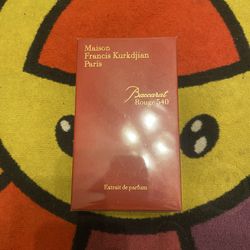 Maison
Francis Kurkdjian
Paris
Baccarat
Rouge 540
Extrait de parfum